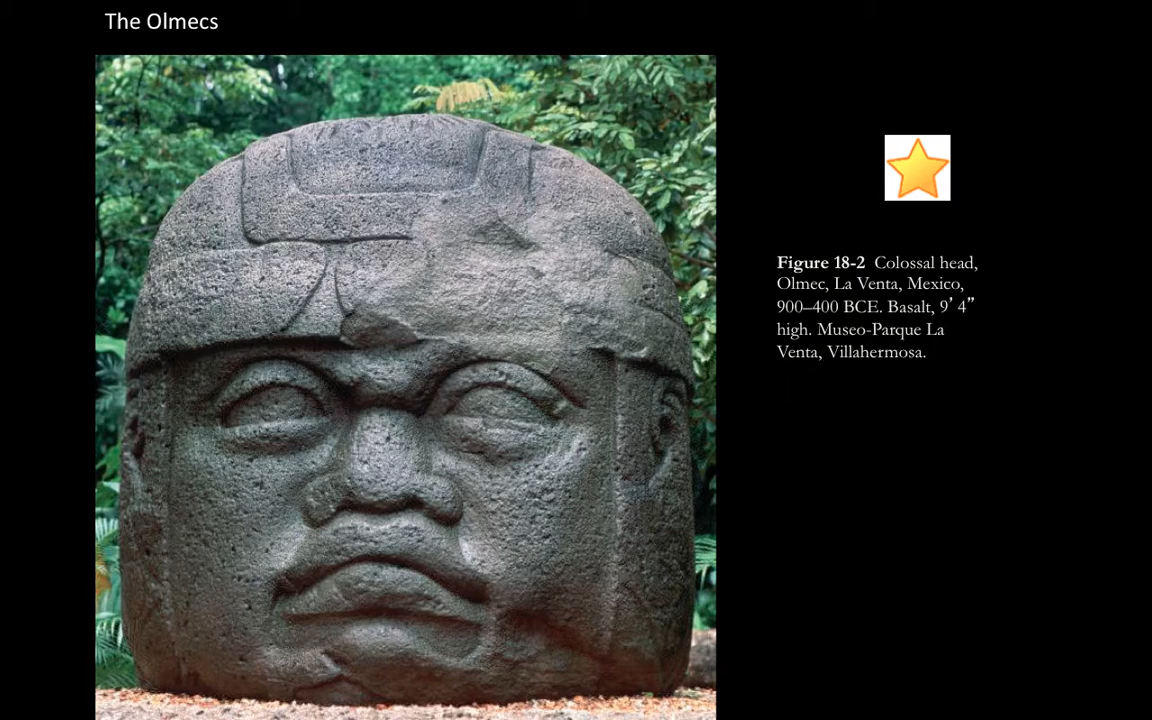 The Olmecs
Figure 18-2  Colossal head,
Olmec, La Venta, Mexico,
900–400 BCE. Basalt, 9’ 4”
high. Museo-Parque La
Venta, Villahermosa.